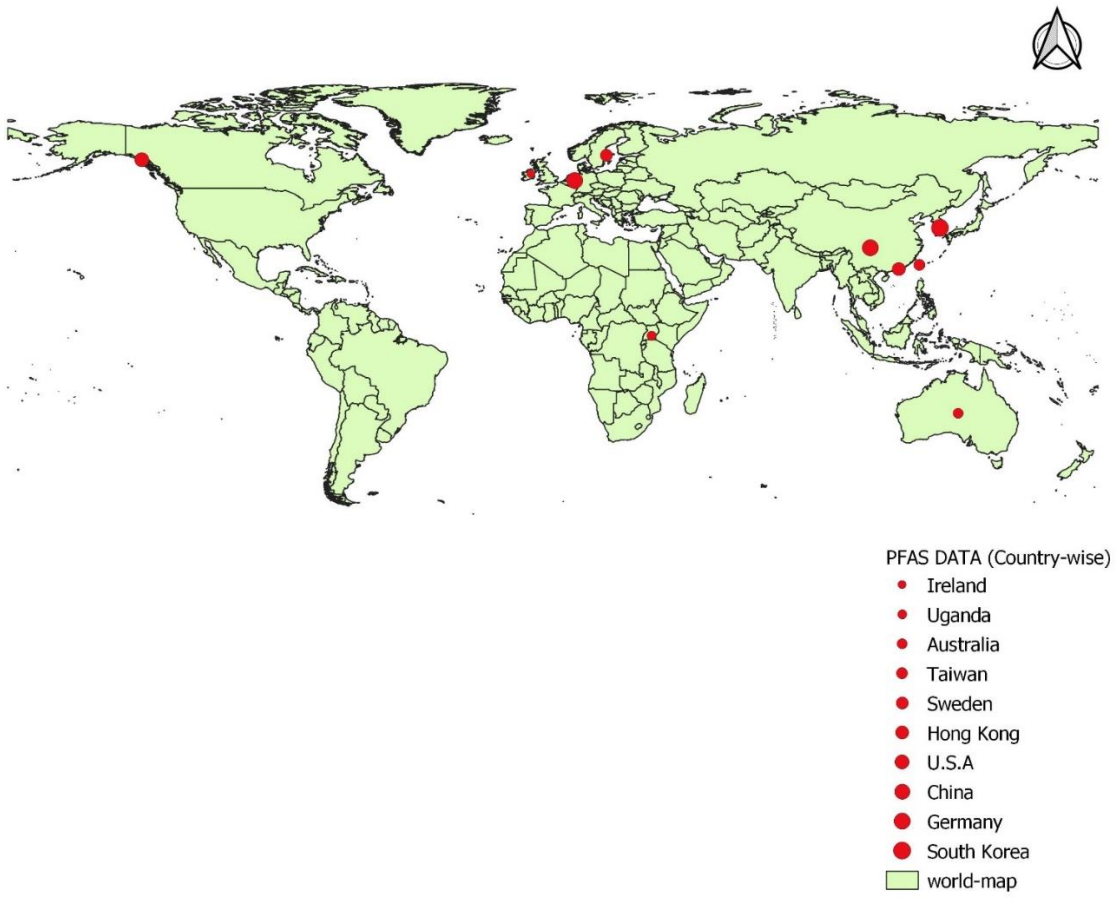 PFAS DATA (Country-wise)
Ireland
Uganda
Australia
Taiwan
Sweden
Hong Kong
U.S.A
China
Germany
South Korea
world-map